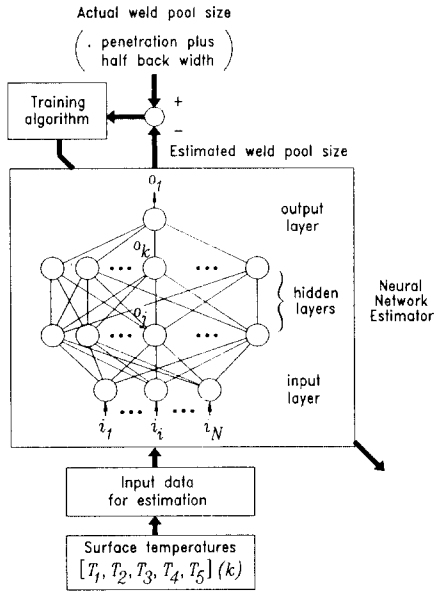 Actual weld pool size
( . penetration plus
half back width )
Training
algorithm
+
−
Estimated weld pool size
o1
output
layer
ok
••• •••
hidden
layers
Neural
Network
Estimator
oj
••• •••
input
layer
••• •••
i1 ii iN
Input data
for estimation
Surface temperatures
[T1, T2, T3, T4, T5](k)